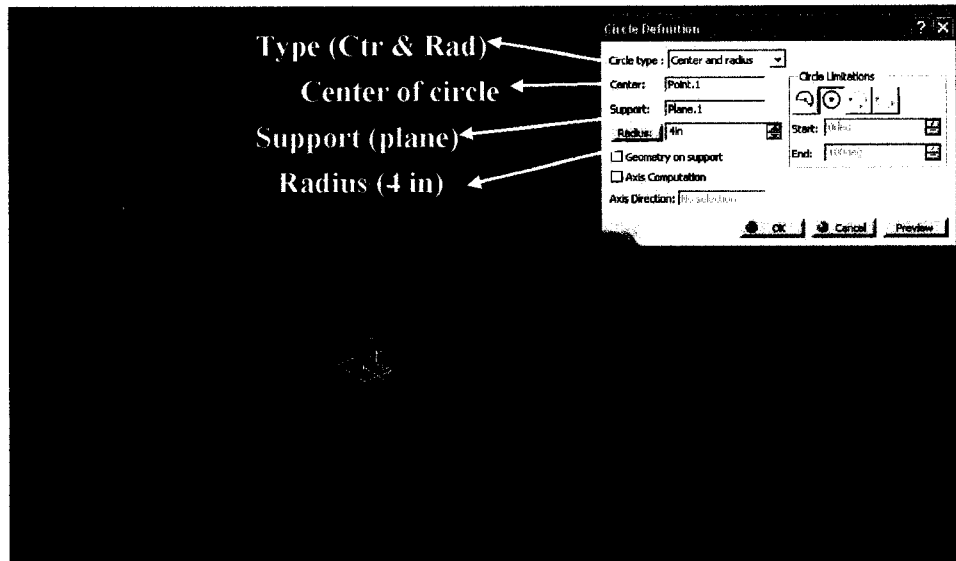 Type (Ctr & Rad)
Center of circle
Support (plane)
Radius (4 in)
Circle Definition
? X
Circle type : Center and radius
Center: Point.1
Support: Plane.1
Radius: 4in
Geometry on support
Axis Computation
Axis Direction: No selection
Circle Limitations
Start:
End:
OK Cancel Preview